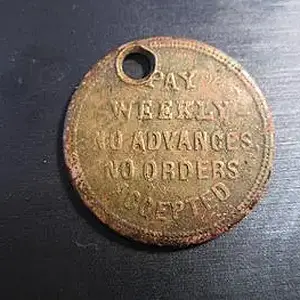 PAY
WEEKLY
NO ADVANCES
NO ORDERS
ACCEPTED